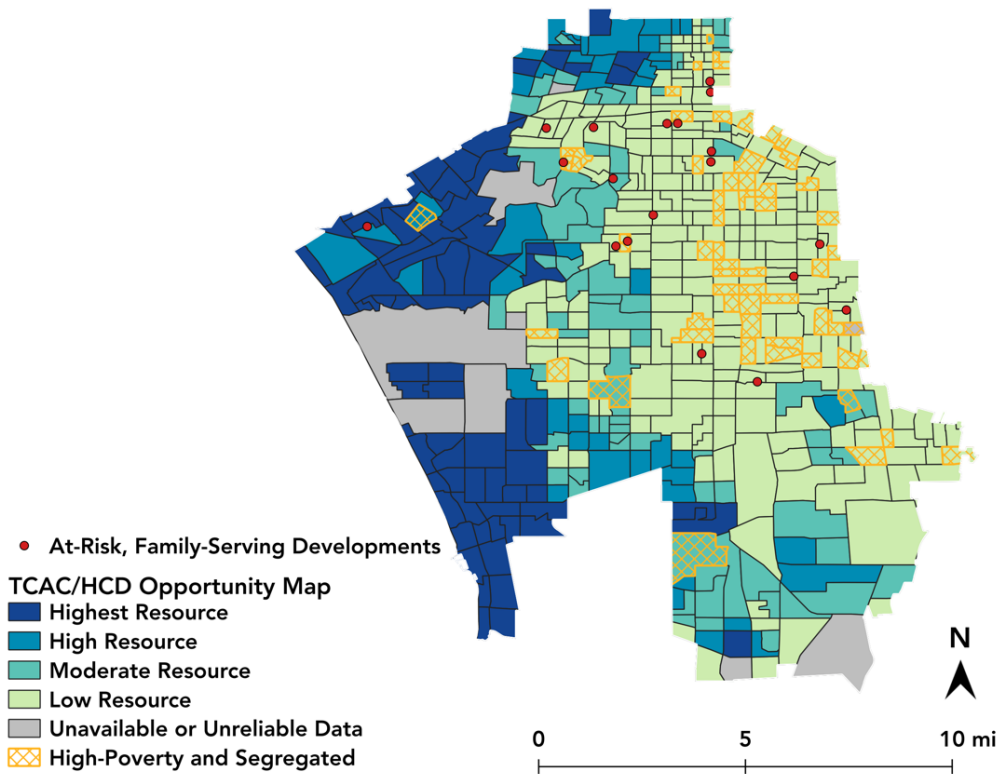 At-Risk, Family-Serving Developments
TCAC/HCD Opportunity Map
Highest Resource
High Resource
Moderate Resource
Low Resource
Unavailable or Unreliable Data
High-Poverty and Segregated
N
0 5 10 mi